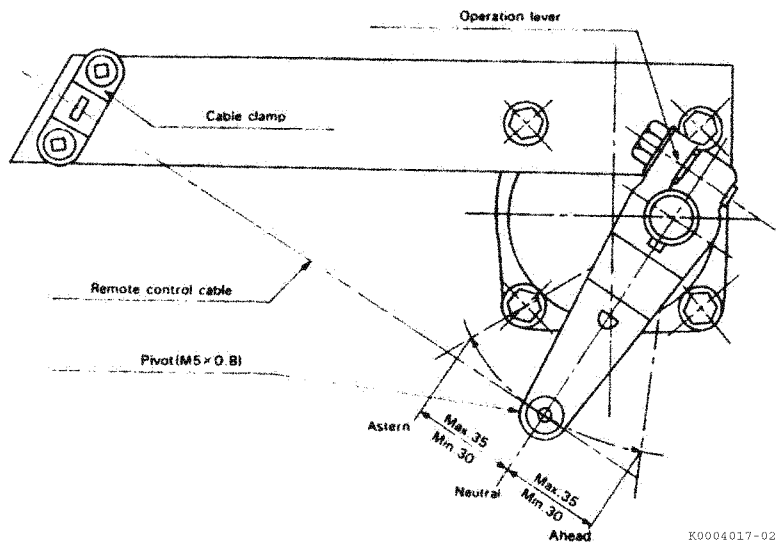 Operation lever
Cable clamp
Remote control cable
Pivot(M5×0.8)
Astern
Max.35
Min.30
Neutral
Max.35
Min.30
Ahead
K0004017-02